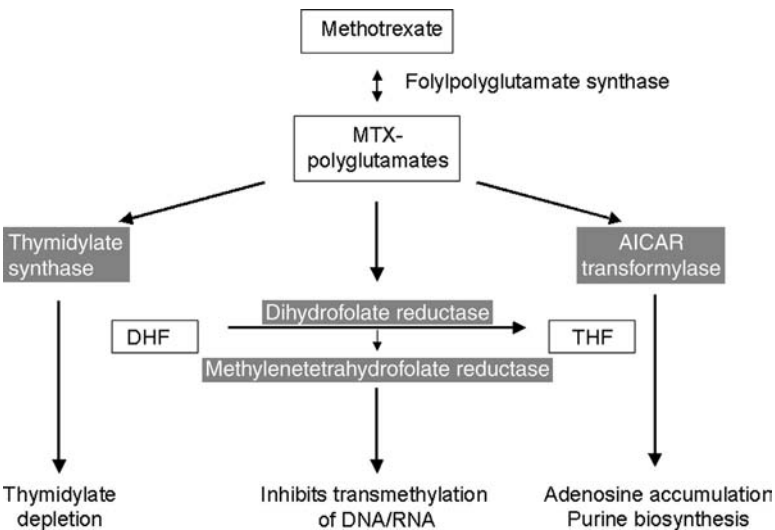 Methotrexate
Folylpolyglutamate synthase
MTX-
polyglutamates
Thymidylate
synthase
AICAR
transformylase
Dihydrofolate reductase
DHF
THF
Methylenetetrahydrofolate reductase
Thymidylate
depletion
Inhibits transmethylation
of DNA/RNA
Adenosine accumulation
Purine biosynthesis